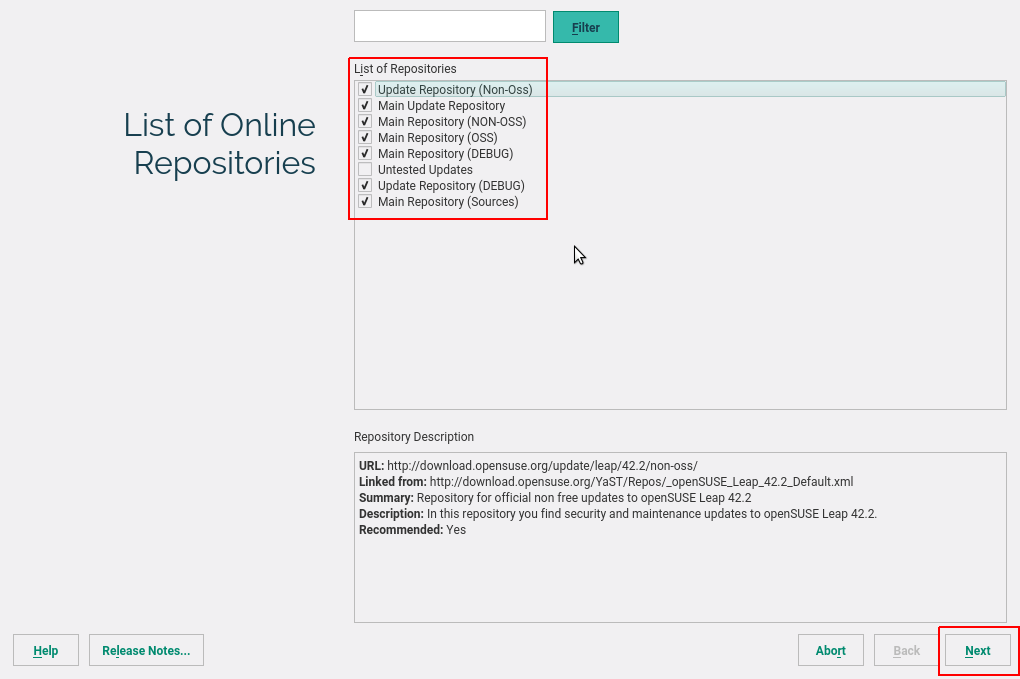 Filter
List of Online
Repositories
List of Repositories
Update Repository (Non-Oss)
Main Update Repository
Main Repository (NON-OSS)
Main Repository (OSS)
Main Repository (DEBUG)
Untested Updates
Update Repository (DEBUG)
Main Repository (Sources)
Repository Description
URL: http://download.opensuse.org/update/leap/42.2/non-oss/
Linked from: http://download.opensuse.org/YaST/Repos/_openSUSE_Leap_42.2_Default.xml
Summary: Repository for official non free updates to openSUSE Leap 42.2
Description: In this repository you find security and maintenance updates to openSUSE Leap 42.2.
Recommended: Yes
Help
Release Notes...
Abort
Back
Next